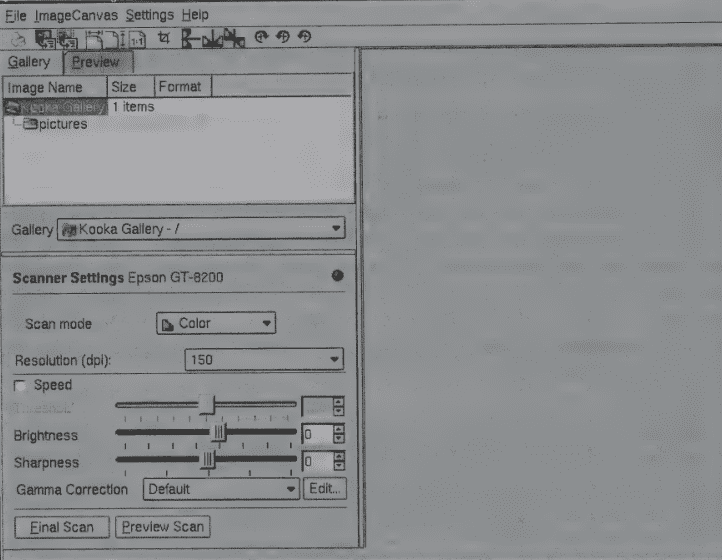 File ImageCanvas Settings Help
Gallery Preview
Image Name Size Format
Kooka Gallery 1 items
pictures
Gallery Kooka Gallery - /
Scanner Settings Epson GT-8200
Scan mode Color
Resolution (dpi): 150
Speed
Threshold
Brightness 0
Sharpness 0
Gamma Correction Default Edit...
Final Scan Preview Scan